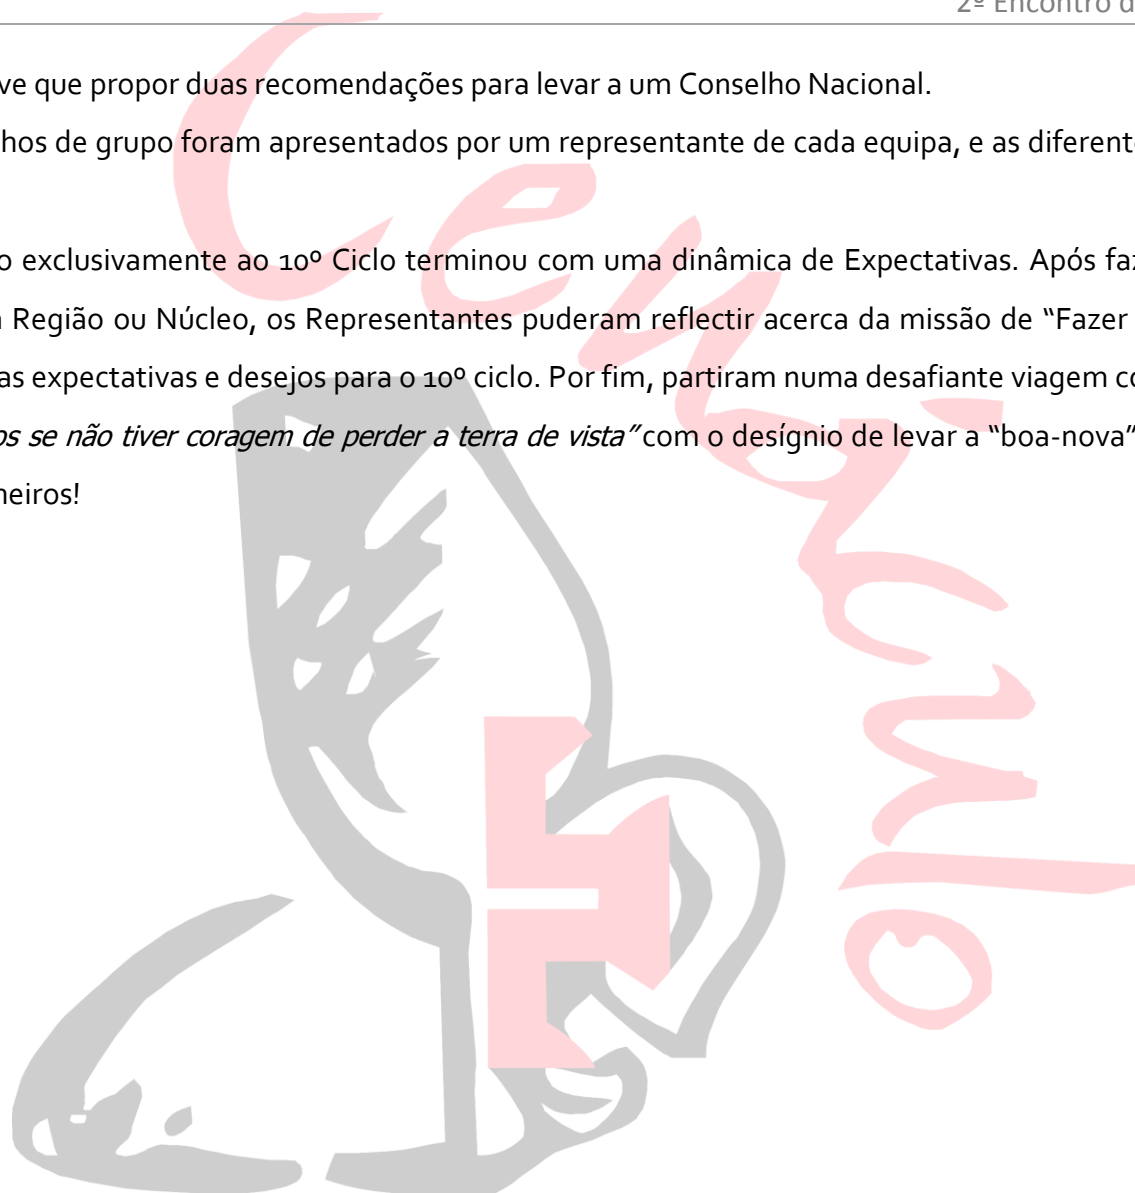 2º Encontro d
ve que propor duas recomendações para levar a um Conselho Nacional.
hos de grupo foram apresentados por um representante de cada equipa, e as diferent
o exclusivamente ao 10º Ciclo terminou com uma dinâmica de Expectativas. Após faz
Região ou Núcleo, os Representantes puderam reflectir acerca da missão de “Fazer
as expectativas e desejos para o 10º ciclo. Por fim, partiram numa desafiante viagem co
os se não tiver coragem de perder a terra de vista” com o desígnio de levar a “boa-nova”
neiros!
Cenáculo